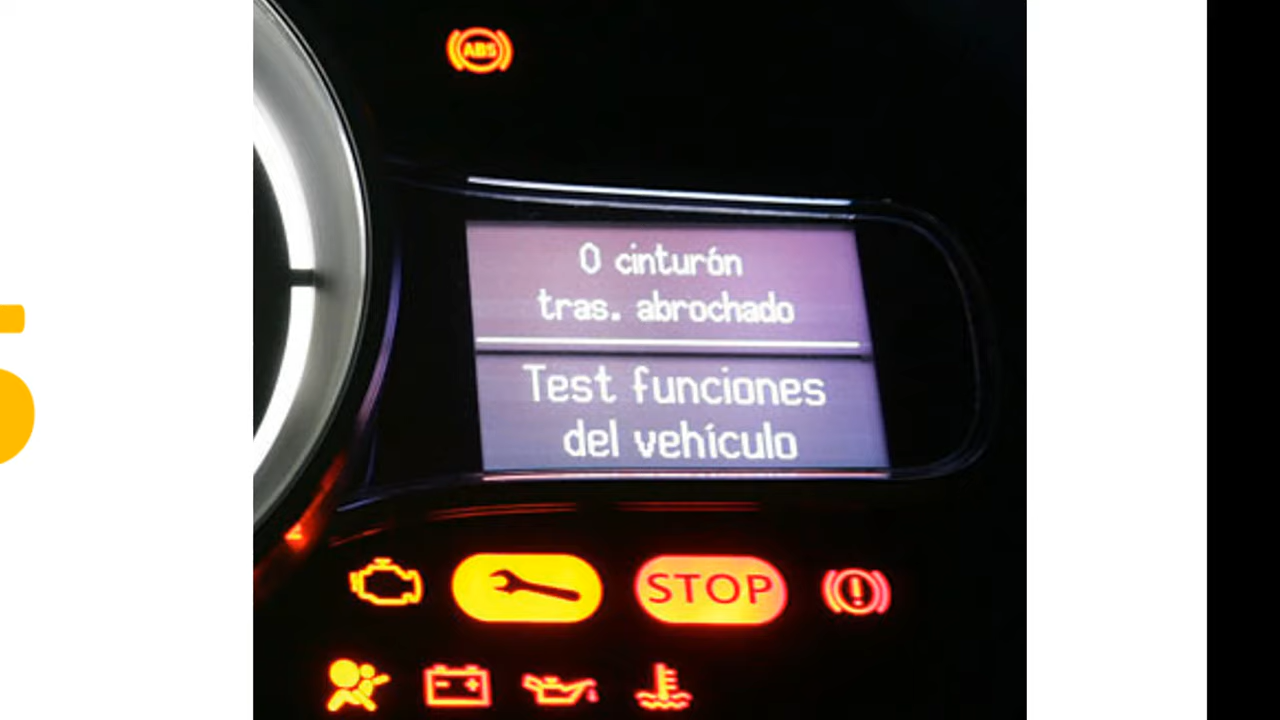 ABS
0 cinturón
tras. abrochado
Test funciones
del vehículo
STOP